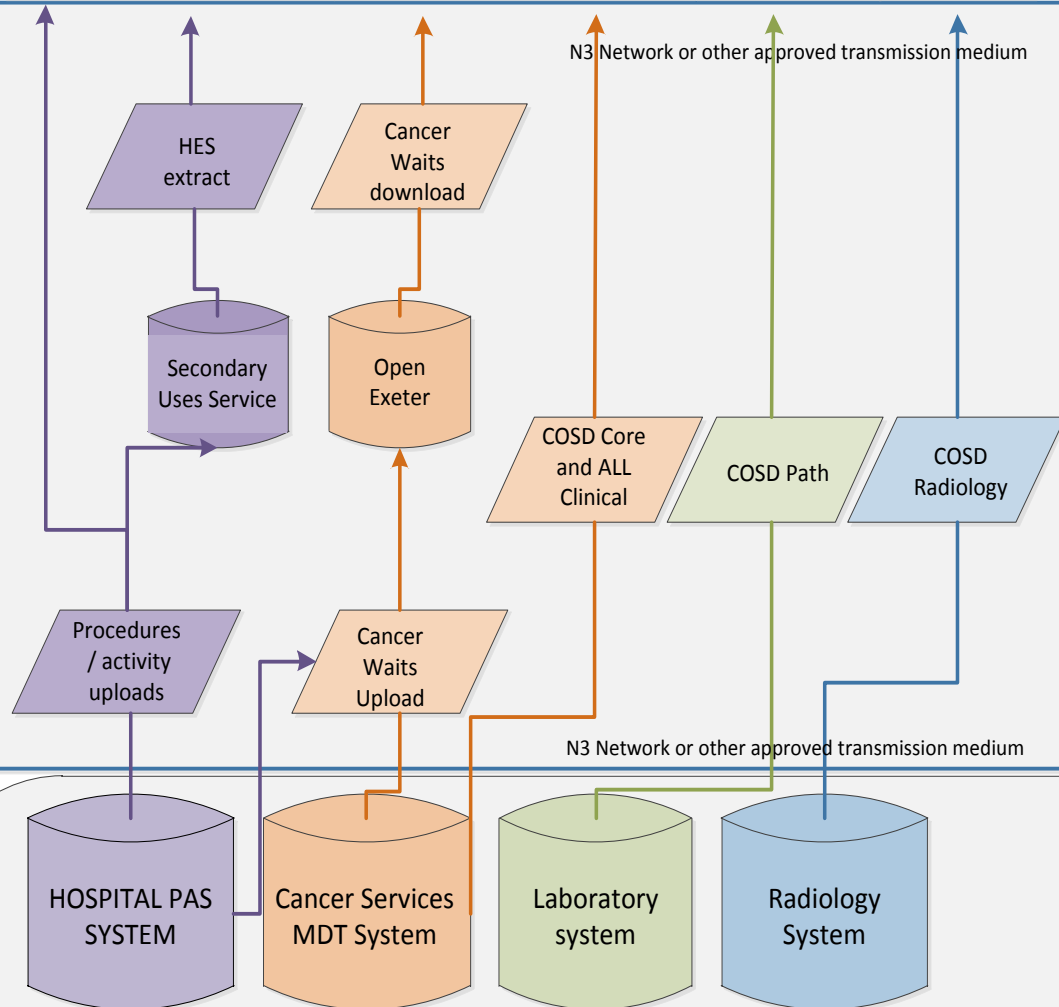 N3 Network or other approved transmission medium
HES
extract
Cancer
Waits
download
Secondary
Uses Service
Open
Exeter
COSD Core
and ALL
Clinical
COSD Path
COSD
Radiology
Procedures
/ activity
uploads
Cancer
Waits
Upload
N3 Network or other approved transmission medium
HOSPITAL PAS
SYSTEM
Cancer Services
MDT System
Laboratory
system
Radiology
System